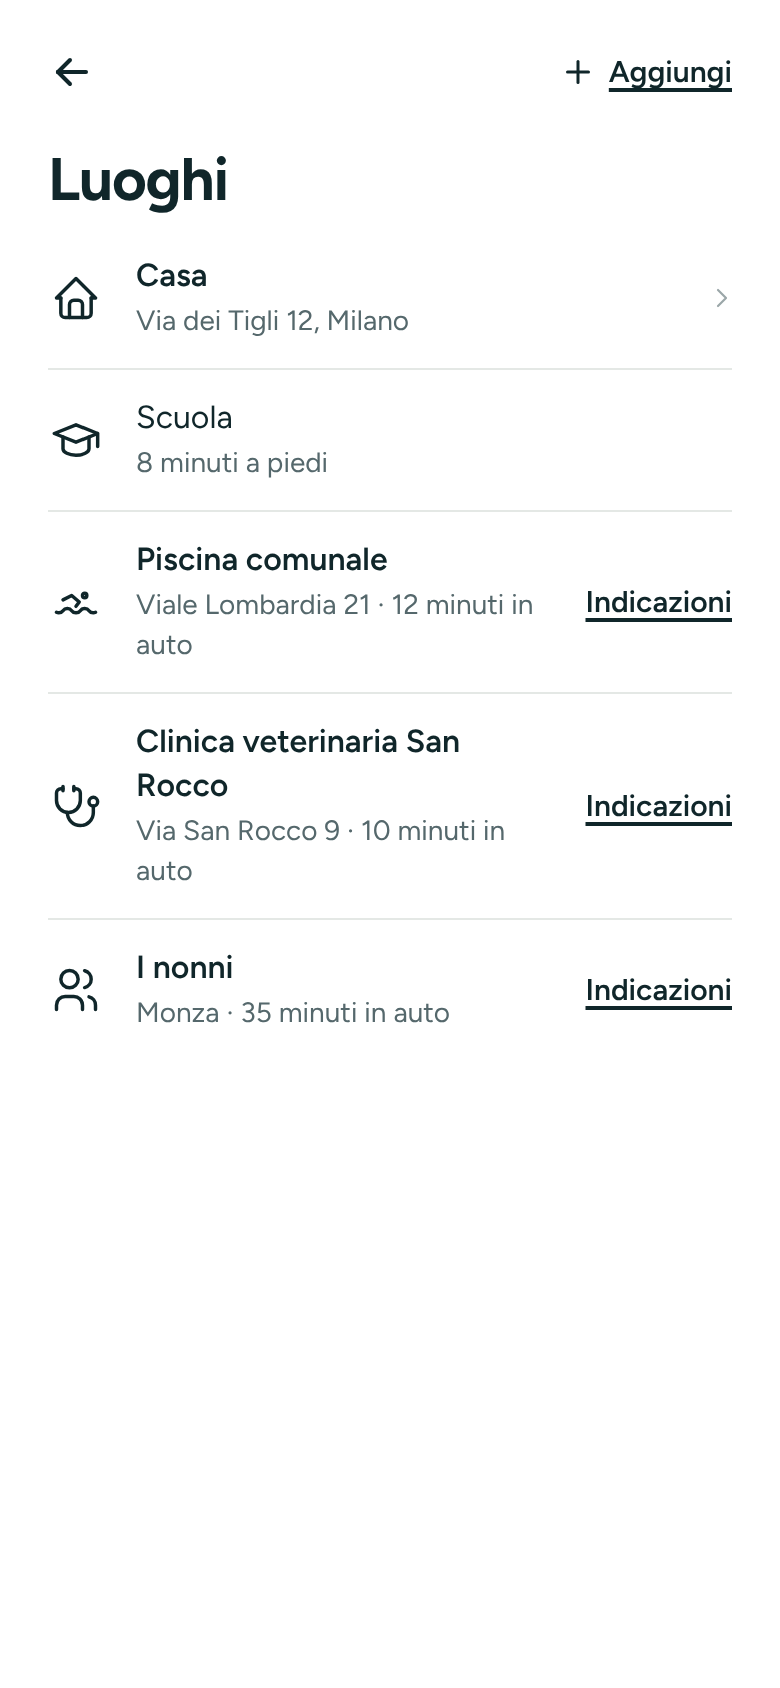 Aggiungi
Luoghi
Casa
Via dei Tigli 12, Milano
Scuola
8 minuti a piedi
Piscina comunale
Viale Lombardia 21 · 12 minuti in
auto
Indicazioni
Clinica veterinaria San
Rocco
Via San Rocco 9 · 10 minuti in
auto
Indicazioni
I nonni
Monza · 35 minuti in auto
Indicazioni